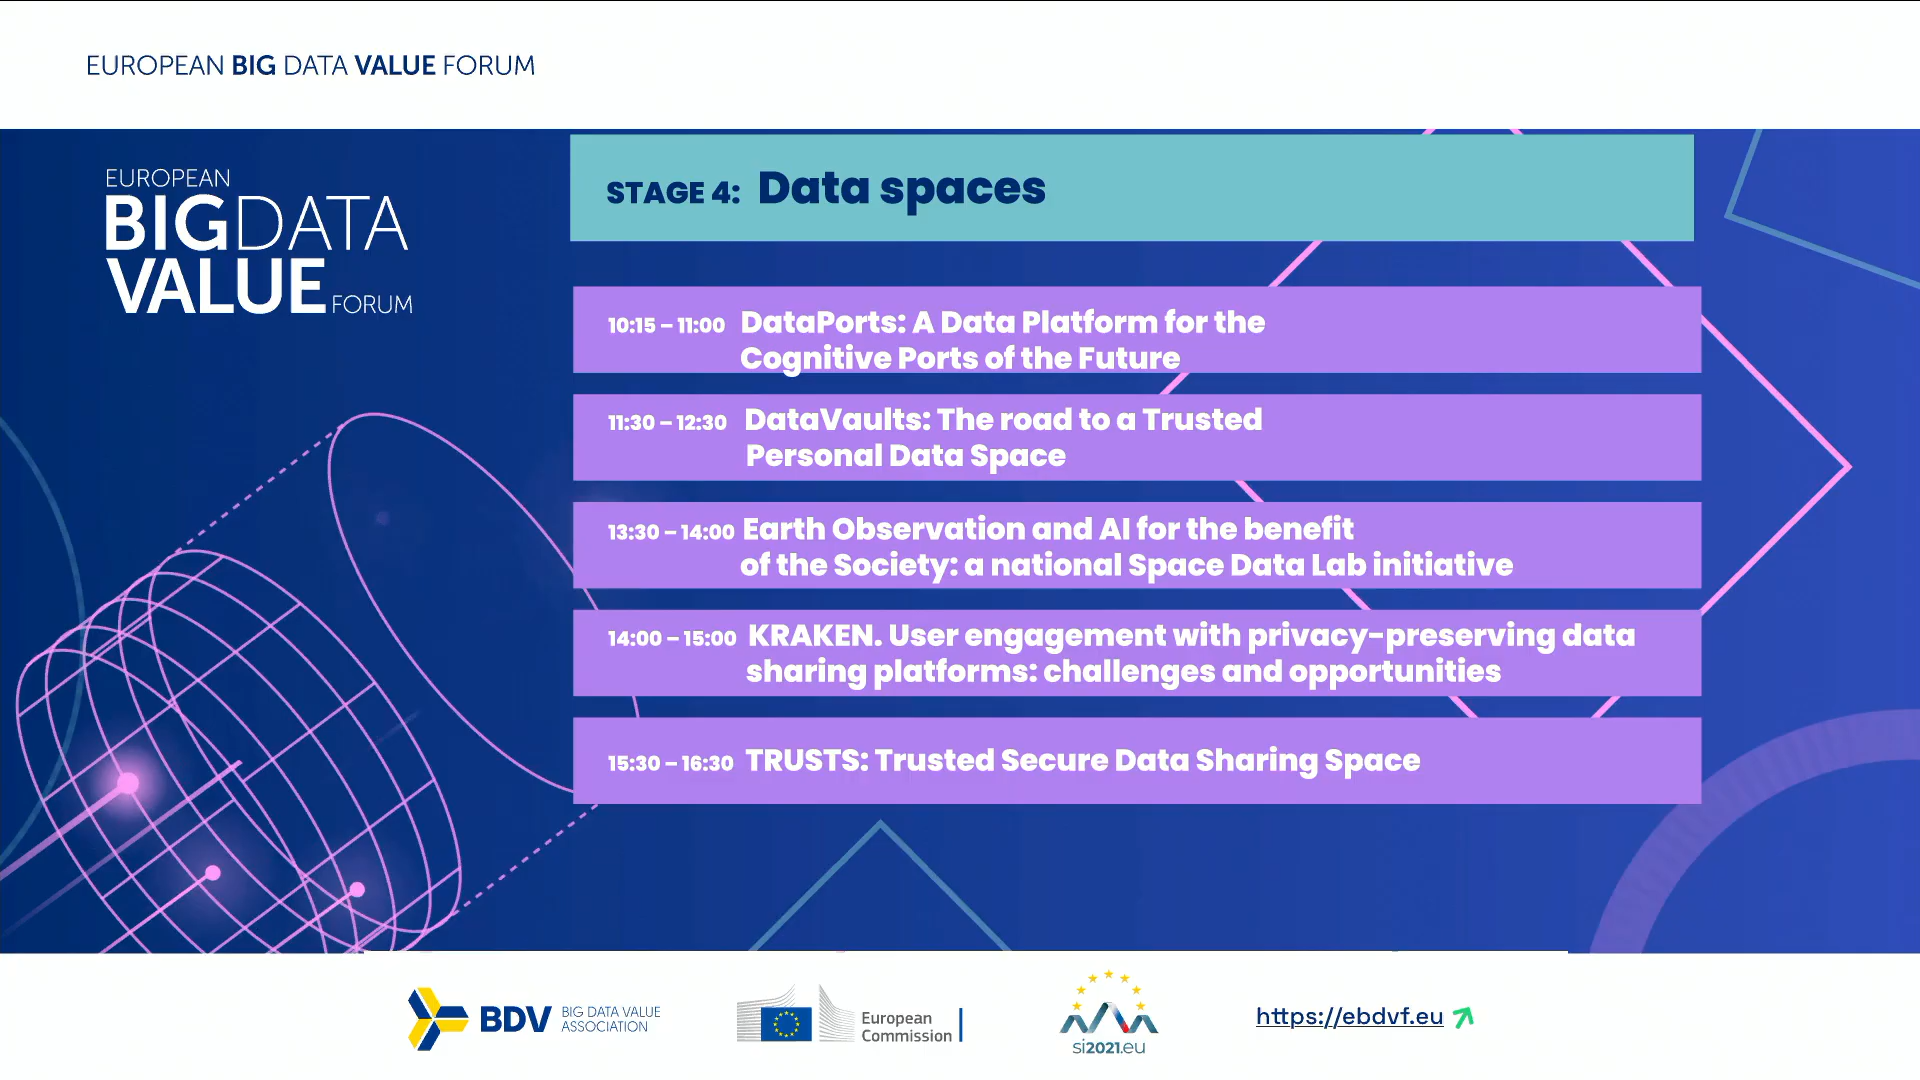 EUROPEAN BIG DATA VALUE FORUM
EUROPEAN
BIGDATA
VALUE FORUM
STAGE 4: Data spaces
10:15 – 11:00 DataPorts: A Data Platform for the
Cognitive Ports of the Future
11:30 – 12:30 DataVaults: The road to a Trusted
Personal Data Space
13:30 – 14:00 Earth Observation and AI for the benefit
of the Society: a national Space Data Lab initiative
14:00 – 15:00 KRAKEN. User engagement with privacy-preserving data
sharing platforms: challenges and opportunities
15:30 – 16:30 TRUSTS: Trusted Secure Data Sharing Space
BDV BIG DATA VALUE
ASSOCIATION
European
Commission
si2021.eu
https://ebdvf.eu